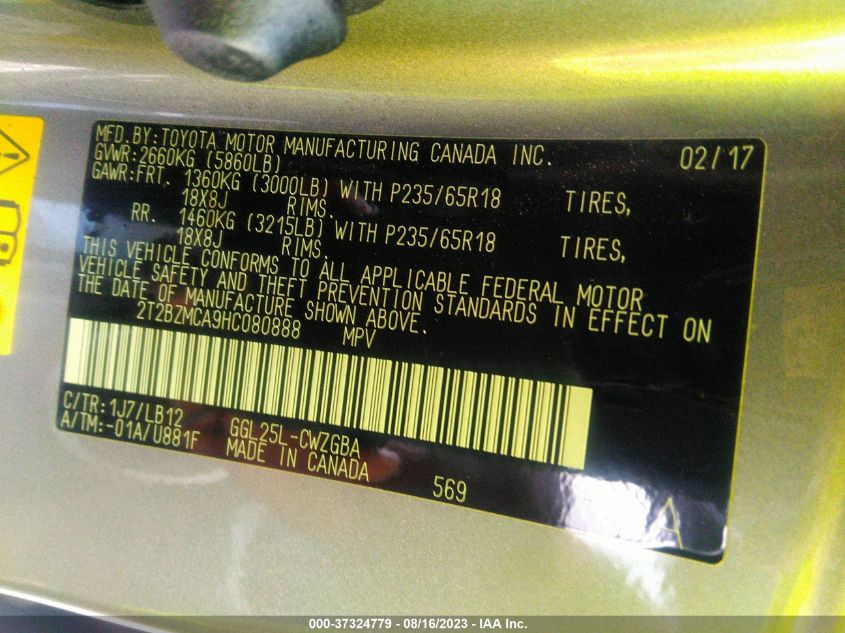 MFD.BY:TOYOTA MOTOR MANUFACTURING CANADA INC. 02/17
GVWR:2660KG (5860LB)
GAWR:FRT. 1360KG (3000LB) WITH P235/65R18 TIRES,
18X8J RIMS.
RR. 1460KG (3215LB) WITH P235/65R18 TIRES,
18X8J RIMS.
THIS VEHICLE CONFORMS TO ALL APPLICABLE FEDERAL MOTOR
VEHICLE SAFETY AND THEFT PREVENTION STANDARDS IN EFFECT ON
THE DATE OF MANUFACTURE SHOWN ABOVE.
2T2BZMCA9HC080888 MPV
C/TR:1J7/LB12 GGL25L-CWZGBA
A/TM:-01A/U881F MADE IN CANADA
569
A
000-37324779 - 08/16/2023 - IAA Inc.